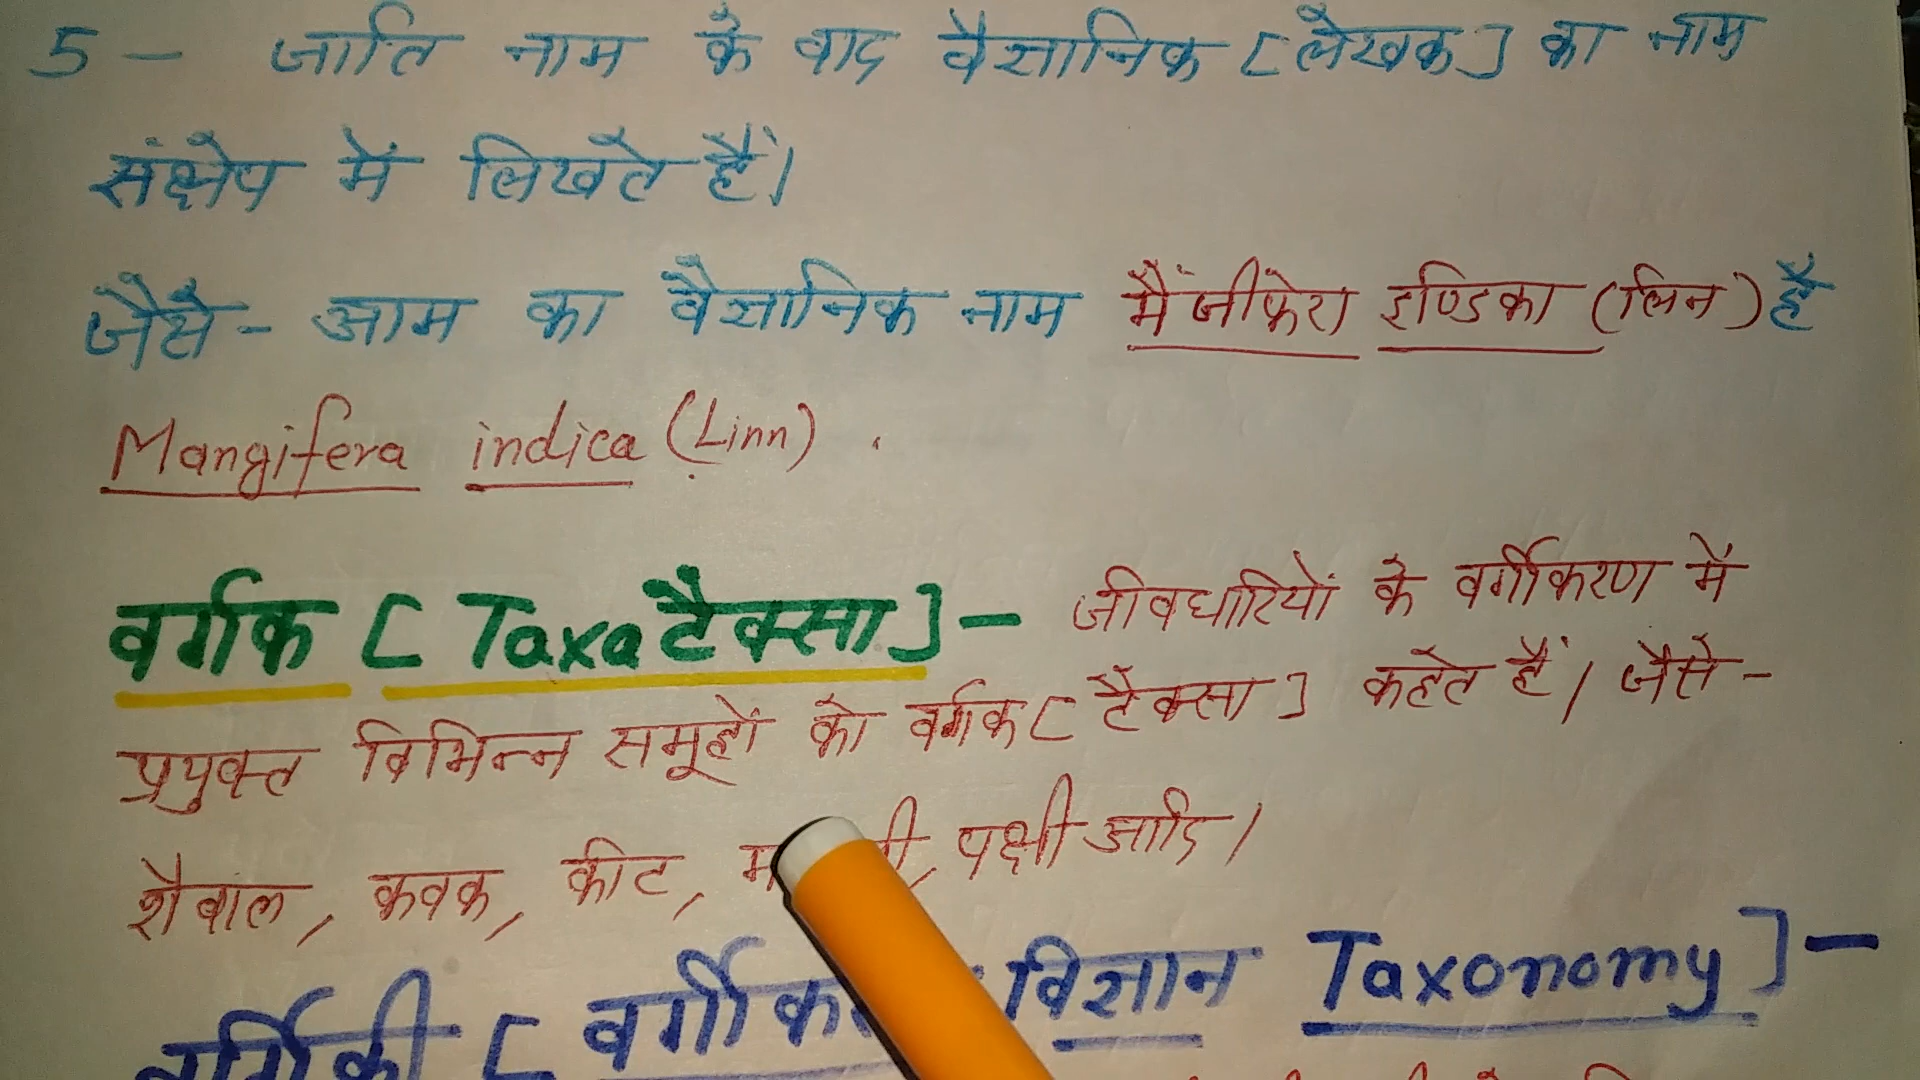 5 - जाति नाम के वाद वैज्ञानिक [लेखक] का नाम
संक्षेप में लिखते हैं।
जैसे - आम का वैज्ञानिक नाम मैंजीफेरा इण्डिका (लिन) है
Mangifera indica (Linn) .
वर्गक [ Taxa टैक्सा ] - जीवधारियों के वर्गीकरण में
प्रयुक्त विभिन्न समूहों को वर्गक [ टैक्सा ] कहते हैं। जैसे -
शैवाल, कवक, कीट, पक्षी आदि।
वर्गिकी [ विज्ञान Taxonomy ] -